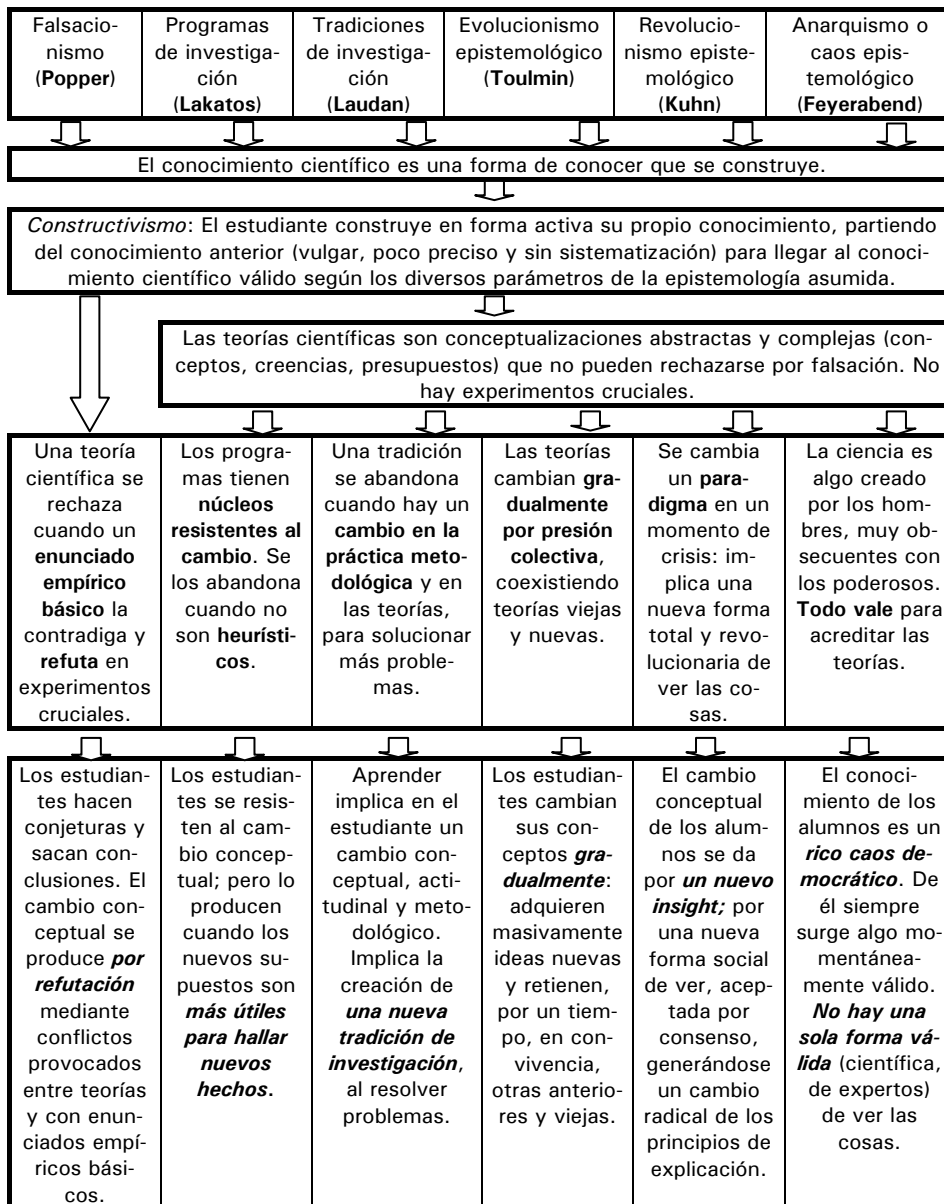 Falsacio-
nismo
(Popper)
Programas
de investiga-
ción
(Lakatos)
Tradiciones
de investiga-
ción
(Laudan)
Evolucionismo
epistemológico
(Toulmin)
Revolucio-
nismo episte-
mológico
(Kuhn)
Anarquismo o
caos epis-
temológico
(Feyerabend)
El conocimiento científico es una forma de conocer que se construye.
Constructivismo: El estudiante construye en forma activa su propio conocimiento, partiendo
del conocimiento anterior (vulgar, poco preciso y sin sistematización) para llegar al conoci-
miento científico válido según los diversos parámetros de la epistemología asumida.
Las teorías científicas son conceptualizaciones abstractas y complejas (con-
ceptos, creencias, presupuestos) que no pueden rechazarse por falsación. No
hay experimentos cruciales.
Una teoría
científica se
rechaza
cuando un
enunciado
empírico
básico la
contradiga y
refuta en
experimentos
cruciales.
Los progra-
mas tienen
núcleos
resistentes al
cambio. Se
los abandona
cuando no
son heurísti-
cos.
Una tradición
se abandona
cuando hay un
cambio en la
práctica meto-
dológica y en
las teorías,
para solucionar
más proble-
mas.
Las teorías
cambian gra-
dualmente
por presión
colectiva,
coexistiendo
teorías viejas
y nuevas.
Se cambia
un para-
digma en un
momento de
crisis: im-
plica una
nueva forma
total y revo-
lucionaria de
ver las co-
sas.
La ciencia es
algo creado
por los hom-
bres, muy ob-
secuentes con
los poderosos.
Todo vale para
acreditar las
teorías.
Los estudian-
tes hacen
conjeturas y
sacan con-
clusiones. El
cambio con-
ceptual se
produce por
refutación
mediante
conflictos
provocados
entre teorías
y con enun-
ciados empí-
ricos bási-
cos.
Los estudian-
tes se resis-
ten al cam-
bio concep-
tual; pero lo
producen
cuando los
nuevos su-
puestos son
más útiles
para hallar
nuevos
hechos.
Aprender
implica en el
estudiante un
cambio con-
ceptual, acti-
tudinal y meto-
dológico.
Implica la
creación de
una nueva
tradición de
investigación,
al resolver
problemas.
Los estudian-
tes cambian
sus con-
ceptos gra-
dualmente:
adquieren
masivamente
ideas nuevas
y retienen,
por un tiem-
po, en con-
vivencia,
otras anterio-
res y viejas.
El cambio
conceptual
de los alum-
nos se da
por un nuevo
insight; por
una nueva
forma social
de ver, acep-
tada por
consenso,
generándose
un cambio
radical de los
principios de
explicación.
El conoci-
miento de los
alumnos es un
rico caos de-
mocrático. De
él siempre
surge algo mo-
mentánea-
mente válido.
No hay una
sola forma vá-
lida (científica,
de expertos)
de ver las
cosas.